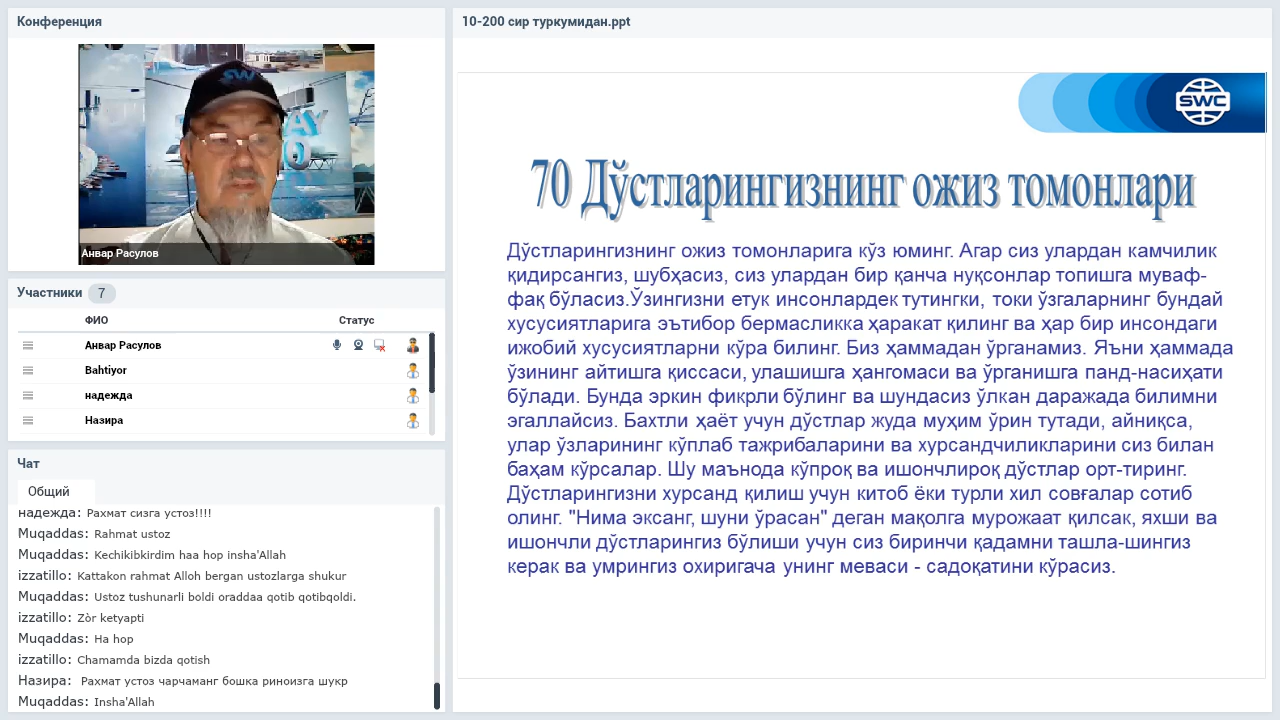 Конференция
SW
Анвар Расулов
Участники 7
ФИО Статус
Анвар Расулов
Bahtiyor
надежда
Назира
Чат
Общий
надежда: Рахмат сизга устоз!!!!
Muqaddas: Rahmat ustoz
Muqaddas: Kechikibkirdim haa hop insha'Allah
izzatillo: Kattakon rahmat Alloh bergan ustozlarga shukur
Muqaddas: Ustoz tushunarli boldi oraddaa qotib qotibqoldi.
izzatillo: Zòr ketyapti
Muqaddas: Ha hop
izzatillo: Chamamda bizda qotish
Назира: Рахмат устоз чарчаманг бошка риноизга шукр
Muqaddas: Insha'Allah
10-200 сир туркумидан.ppt
SWC
70 Дўстларингизнинг ожиз томонлари
Дўстларингизнинг ожиз томонларига кўз юминг. Агар сиз улардан камчилик
қидирсангиз, шубҳасиз, сиз улардан бир қанча нуқсонлар топишга муваф-
фақ бўласиз.Ўзингизни етук инсонлардек тутингки, токи ўзгаларнинг бундай
хусусиятларига эътибор бермасликка ҳаракат қилинг ва ҳар бир инсондаги
ижобий хусусиятларни кўра билинг. Биз ҳаммадан ўрганамиз. Яъни ҳаммада
ўзининг айтишга қиссаси, улашишга ҳангомаси ва ўрганишга панд-насиҳати
бўлади. Бунда эркин фикрли бўлинг ва шундасиз ўлкан даражада билимни
эгаллайсиз. Бахтли ҳаёт учун дўстлар жуда муҳим ўрин тутади, айниқса,
улар ўзларининг кўплаб тажрибаларини ва хурсандчиликларини сиз билан
баҳам кўрсалар. Шу маънода кўпроқ ва ишончлироқ дўстлар орт-тиринг.
Дўстларингизни хурсанд қилиш учун китоб ёки турли хил совғалар сотиб
олинг. "Нима эксанг, шуни ўрасан" деган мақолга мурожаат қилсак, яхши ва
ишончли дўстларингиз бўлиши учун сиз биринчи қадамни ташла-шингиз
керак ва умрингиз охиригача унинг меваси - садоқатини кўрасиз.